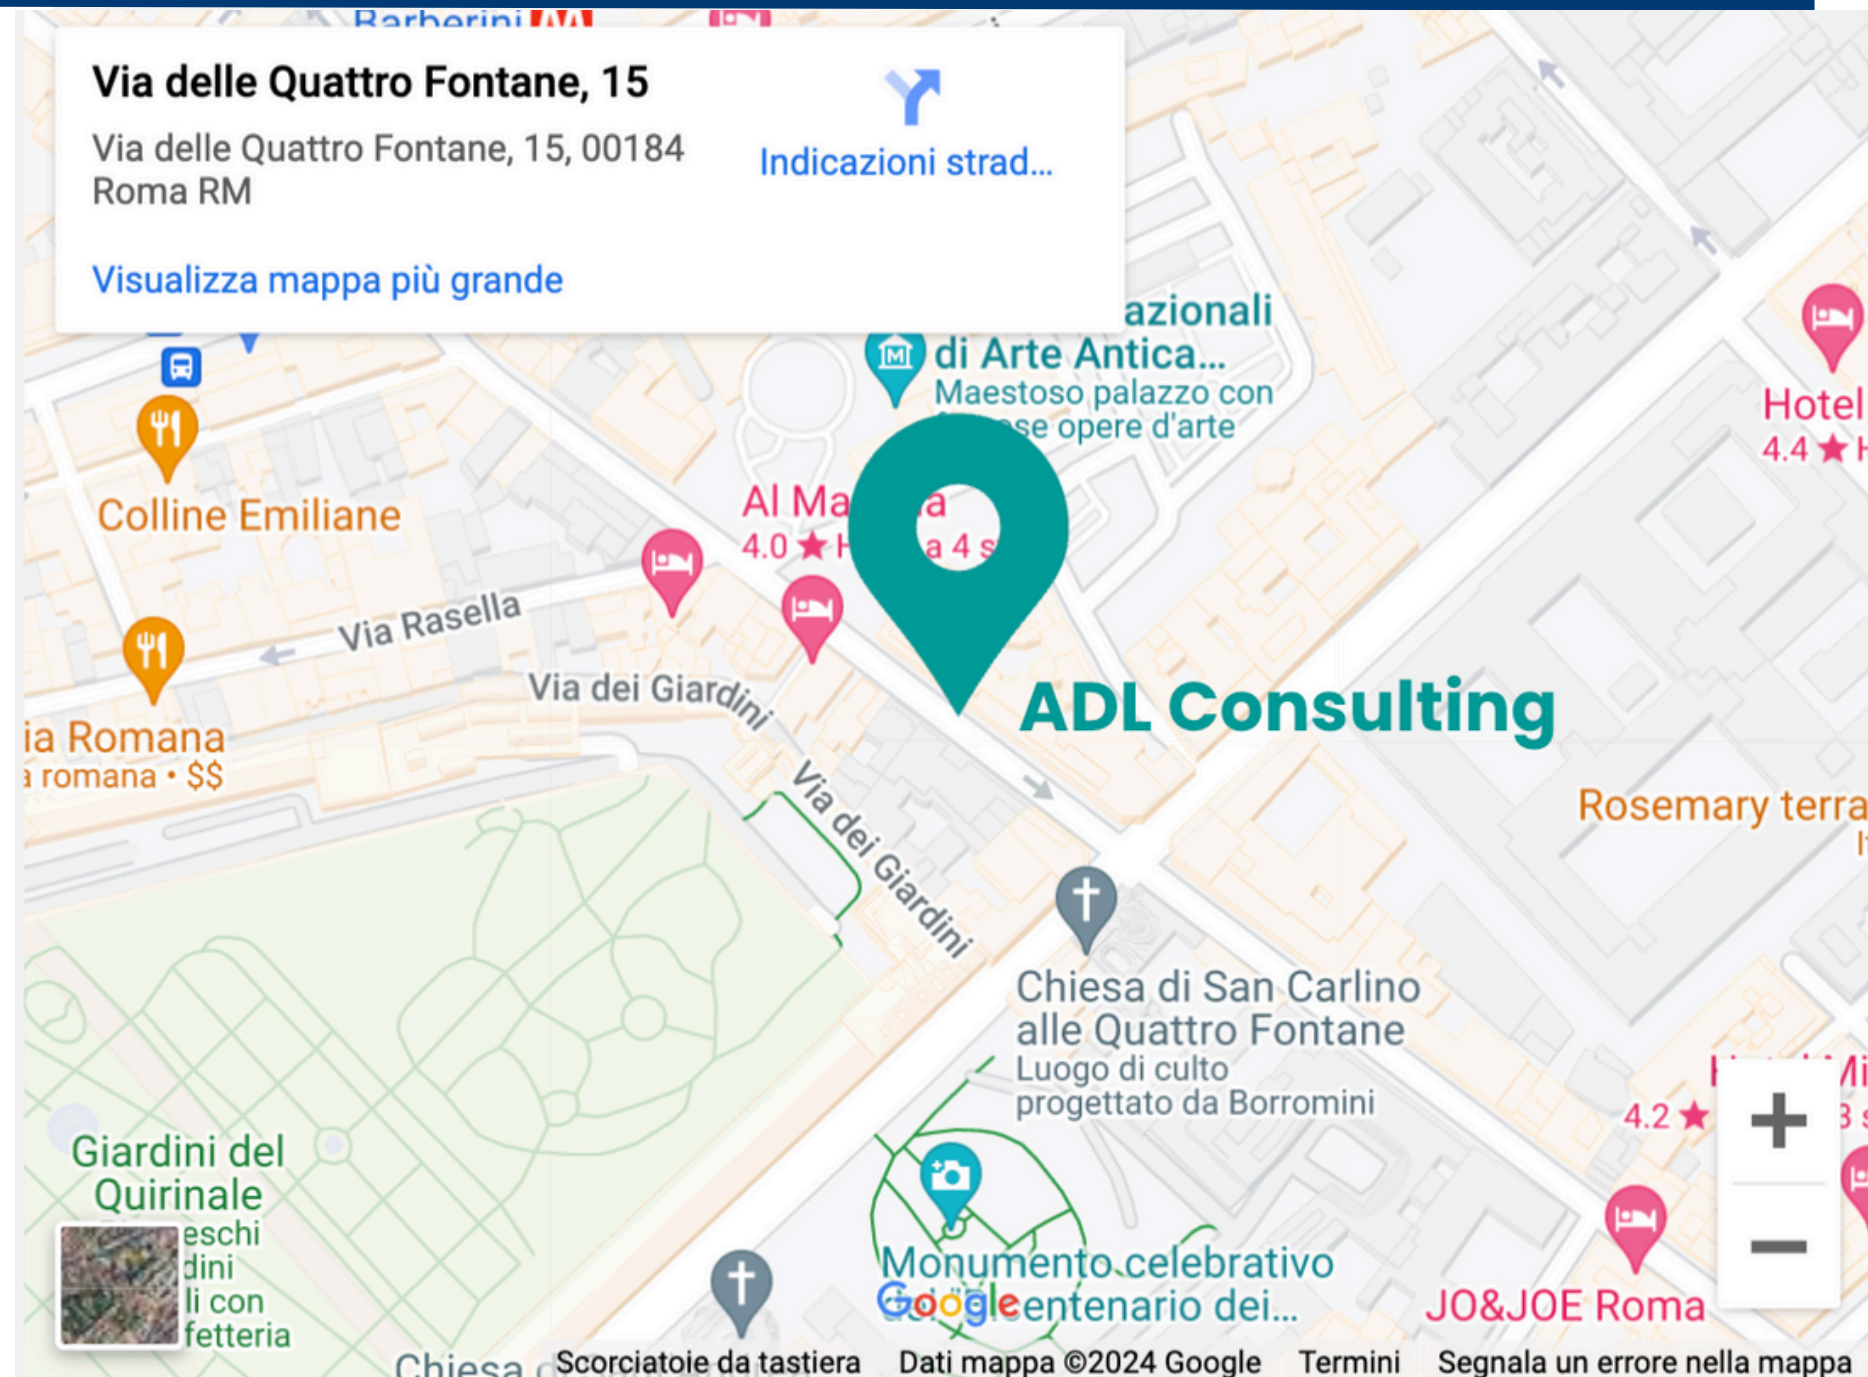 Barberini
Via delle Quattro Fontane, 15
Via delle Quattro Fontane, 15, 00184
Roma RM
Indicazioni strad...
Visualizza mappa più grande
azionali
di Arte Antica...
Maestoso palazzo con
se opere d'arte
Hotel
4.4
Colline Emiliane
Al Ma a
4.0 H a 4 s
Via Rasella
Via dei Giardini
ADL Consulting
ia Romana
a romana • $$
Via dei Giardini
Rosemary terra
Chiesa di San Carlino
alle Quattro Fontane
Luogo di culto
progettato da Borromini
Mi
4.2 3 s
Giardini del
Quirinale
eschi
dini
li con
fetteria
Monumento celebrativo
Google centenario dei...
JO&JOE Roma
Chiesa d
Scorciatoie da tastiera
Dati mappa ©2024 Google
Termini
Segnala un errore nella mappa